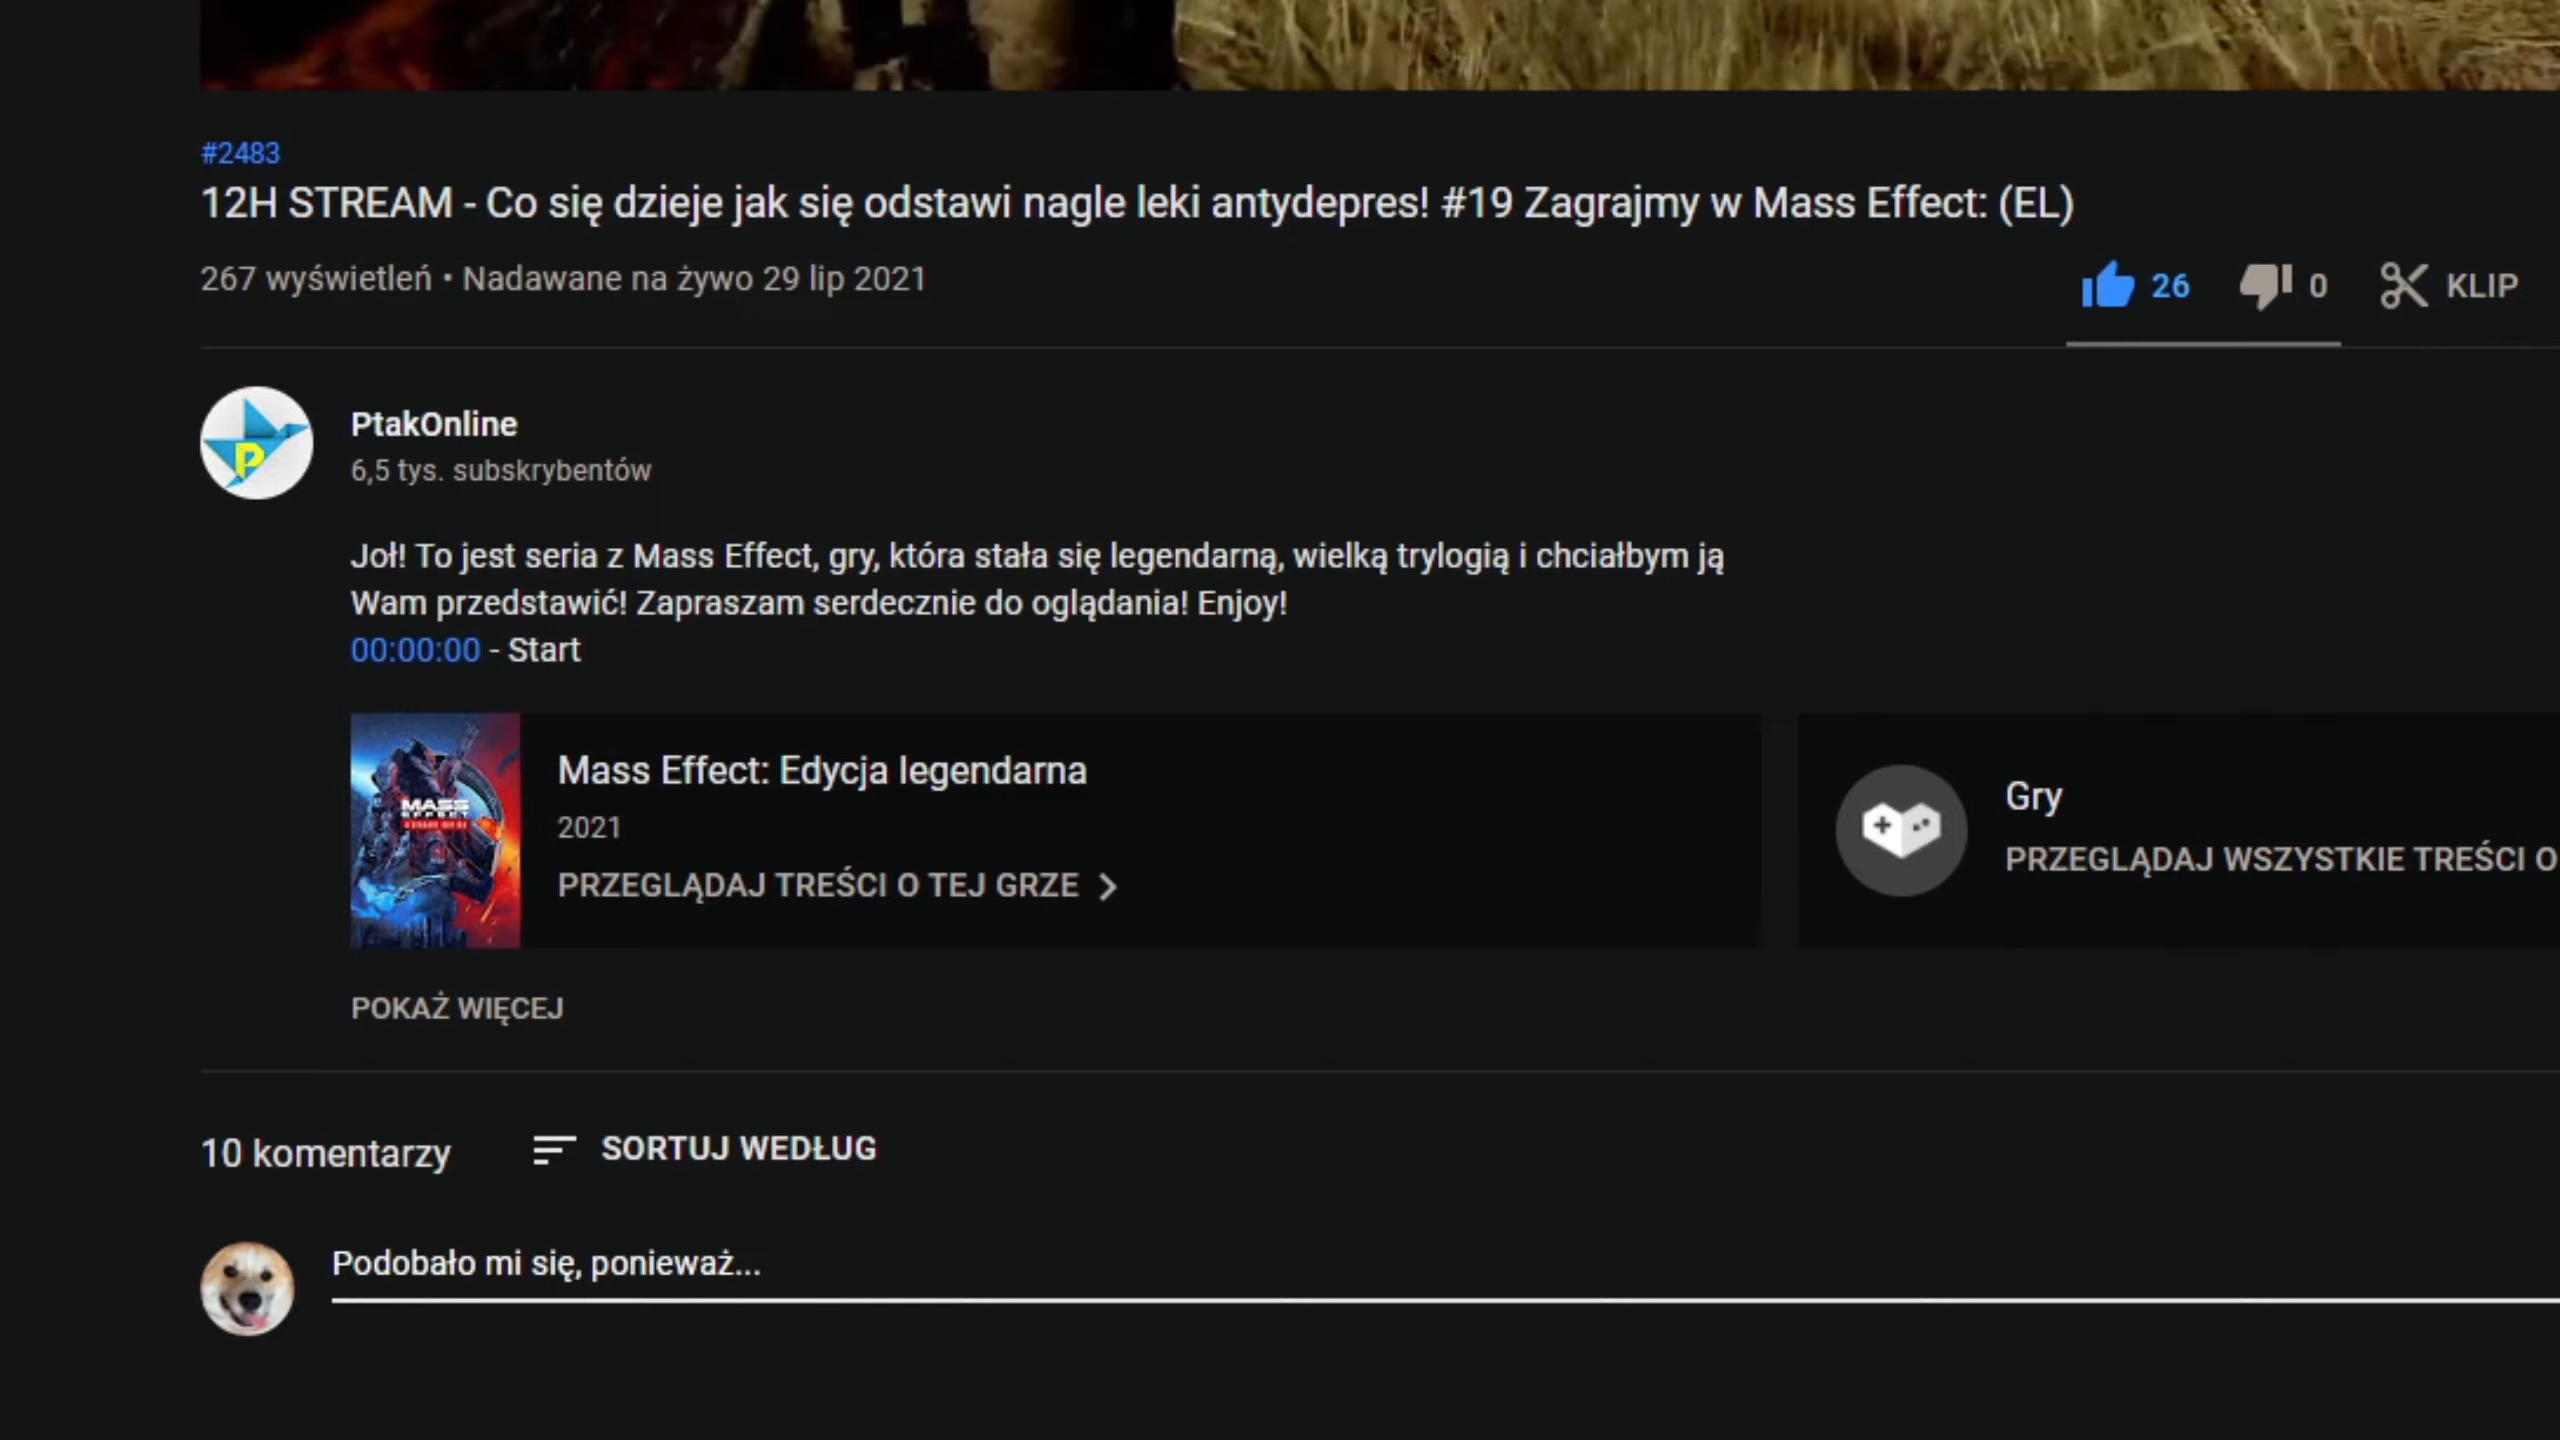 #2483
12H STREAM - Co się dzieje jak się odstawi nagle leki antydepres! #19 Zagrajmy w Mass Effect: (EL)
267 wyświetleń • Nadawane na żywo 29 lip 2021
26 0 KLIP
P
PtakOnline
6,5 tys. subskrybentów
Joł! To jest seria z Mass Effect, gry, która stała się legendarną, wielką trylogią i chciałbym ją
Wam przedstawić! Zapraszam serdecznie do oglądania! Enjoy!
00:00:00 - Start
MASS
EFFECT
Mass Effect: Edycja legendarna
2021
PRZEGLĄDAJ TREŚCI O TEJ GRZE
Gry
PRZEGLĄDAJ WSZYSTKIE TREŚCI O
POKAŻ WIĘCEJ
10 komentarzy SORTUJ WEDŁUG
Podobało mi się, ponieważ...